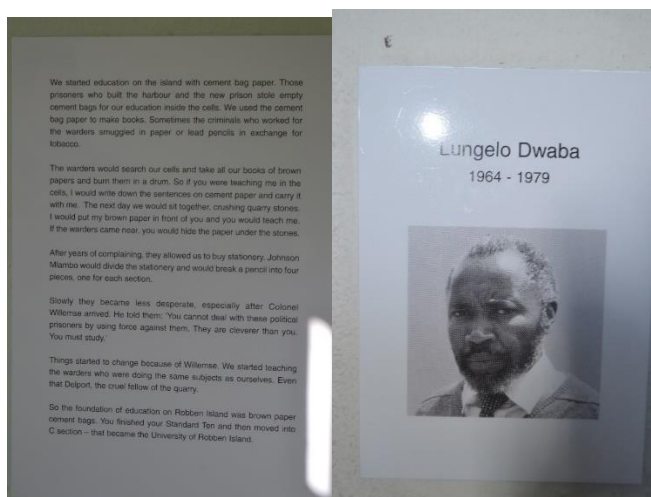 We started education on the island with cement bag paper. Those
prisoners who built the harbour and the new prison stole empty
cement bags for our education inside the cells. We used the cement
bag paper to make books. Sometimes the criminals who worked for
the warders smuggled in paper or lead pencils in exchange for
tobacco.
The warders would search our cells and take all our books of brown
papers and burn them in a drum. So if you were teaching me in the
cells, I would write down the sentences on cement paper and carry it
with me. The next day we would sit together, crushing quarry stones.
I would put my brown paper in front of you and you would teach me.
If the warders came near, you would hide the paper under the stones.
After years of complaining, they allowed us to buy stationery. Johnson
Mlambo would divide the stationery and would break a pencil into four
pieces, one for each section.
Slowly they became less desperate, especially after Colonel
Willemse arrived. He told them: 'You cannot deal with these political
prisoners by using force against them. They are cleverer than you.
You must study.'
Things started to change because of Willemse. We started teaching
the warders who were doing the same subjects as ourselves. Even
that Delport, the cruel fellow of the quarry.
So the foundation of education on Robben Island was brown paper
cement bags. You finished your Standard Ten and then moved into
C section – that became the University of Robben Island.
Lungelo Dwaba
1964 - 1979